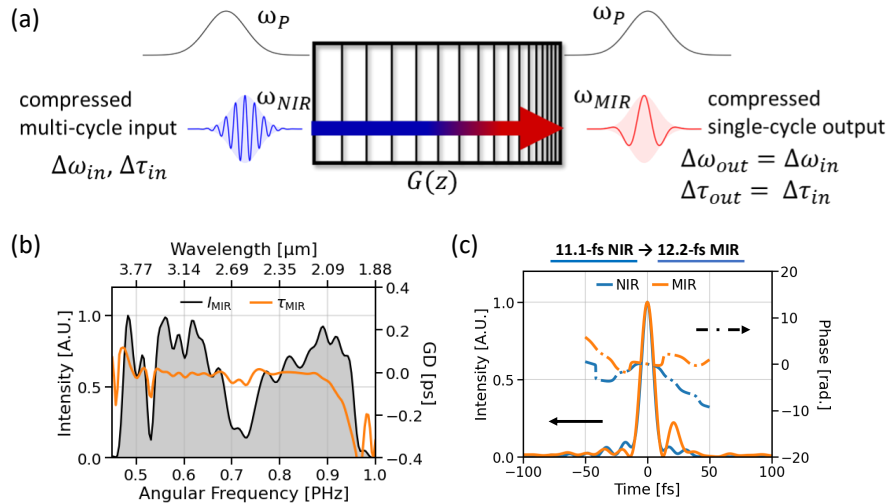 (a)
ω_P
ω_P
compressed
multi-cycle input
Δω_in, Δτ_in
ω_NIR
G(z)
ω_MIR
compressed
single-cycle output
Δω_out = Δω_in
Δτ_out = Δτ_in
(b)
Wavelength [μm]
3.77 3.14 2.69 2.35 2.09 1.88
I_MIR τ_MIR
Intensity [A.U.]
1.0
0.5
0.0
GD [ps]
0.4
0.2
0.0
−0.2
−0.4
0.5 0.6 0.7 0.8 0.9 1.0
Angular Frequency [PHz]
(c)
11.1-fs NIR → 12.2-fs MIR
NIR MIR
Intensity [A.U.]
1.0
0.5
0.0
Phase [rad.]
20
10
0
−10
−20
−100 −50 0 50 100
Time [fs]